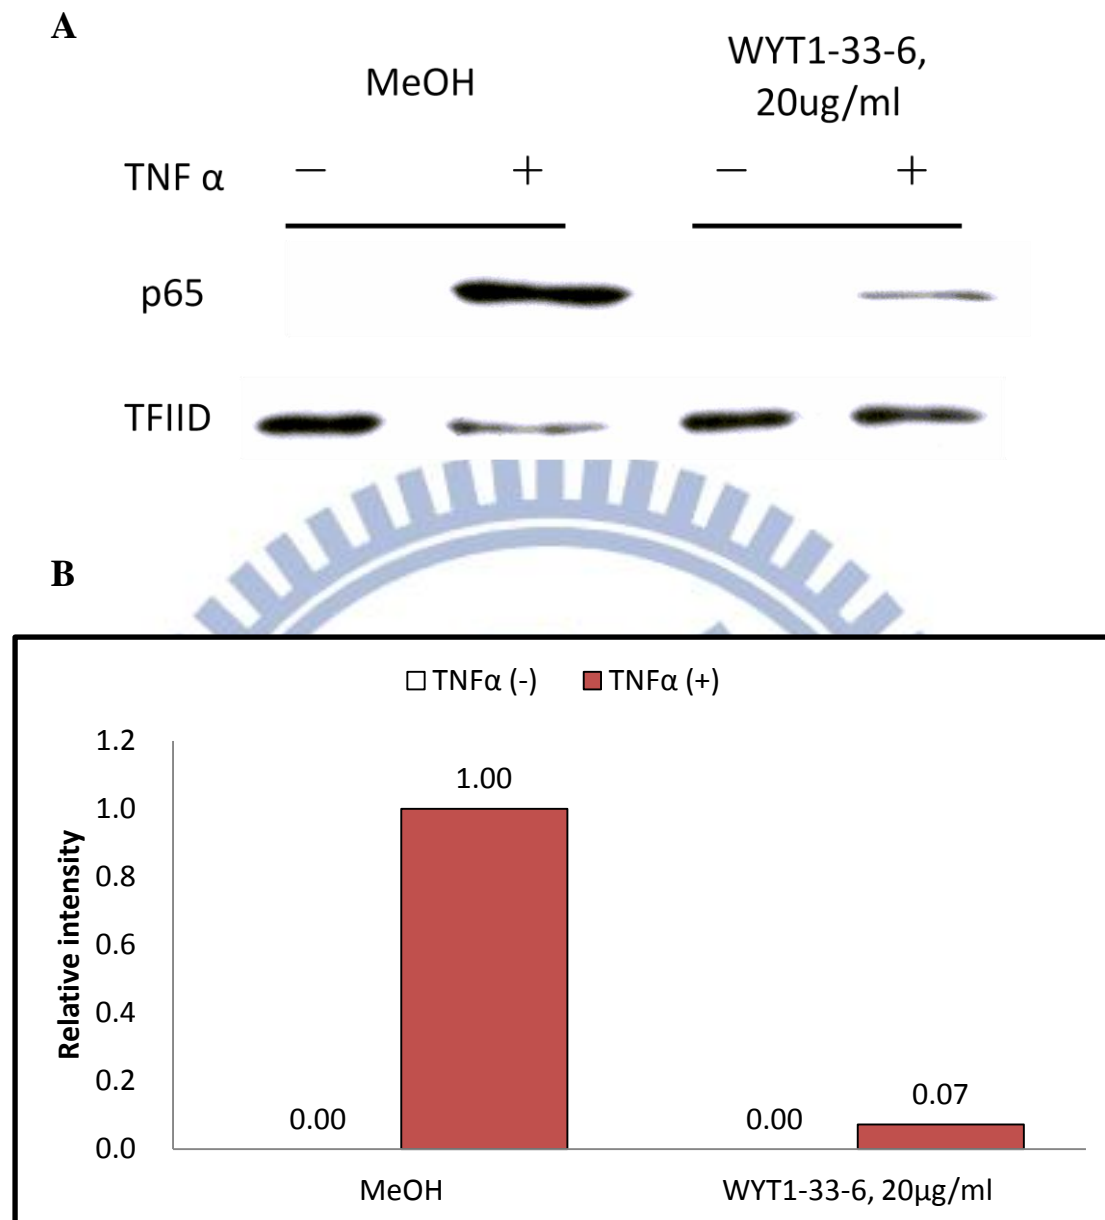 A
MeOH
WYT1-33-6,
20ug/ml
TNF α − +  − +
p65
TFIID
B
TNFα (-) TNFα (+)
Relative intensity
1.2
1.0
0.8
0.6
0.4
0.2
0.0
0.00
1.00
0.00
0.07
MeOH
WYT1-33-6, 20µg/ml